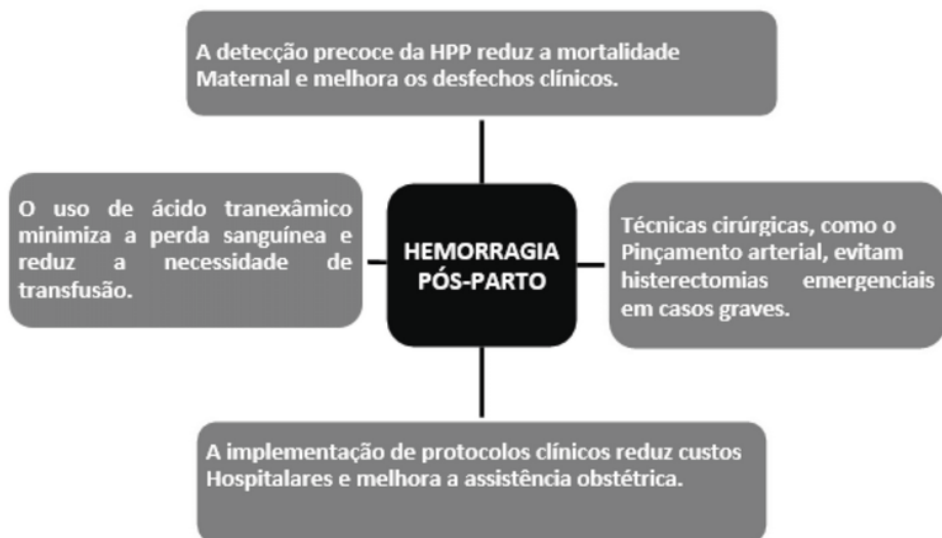 A detecção precoce da HPP reduz a mortalidade
Maternal e melhora os desfechos clínicos.
O uso de ácido tranexâmico
minimiza a perda sanguínea e
reduz a necessidade de
transfusão.
HEMORRAGIA
PÓS-PARTO
Técnicas cirúrgicas, como o
Pinçamento arterial, evitam
histerectomias emergenciais
em casos graves.
A implementação de protocolos clínicos reduz custos
Hospitalares e melhora a assistência obstétrica.